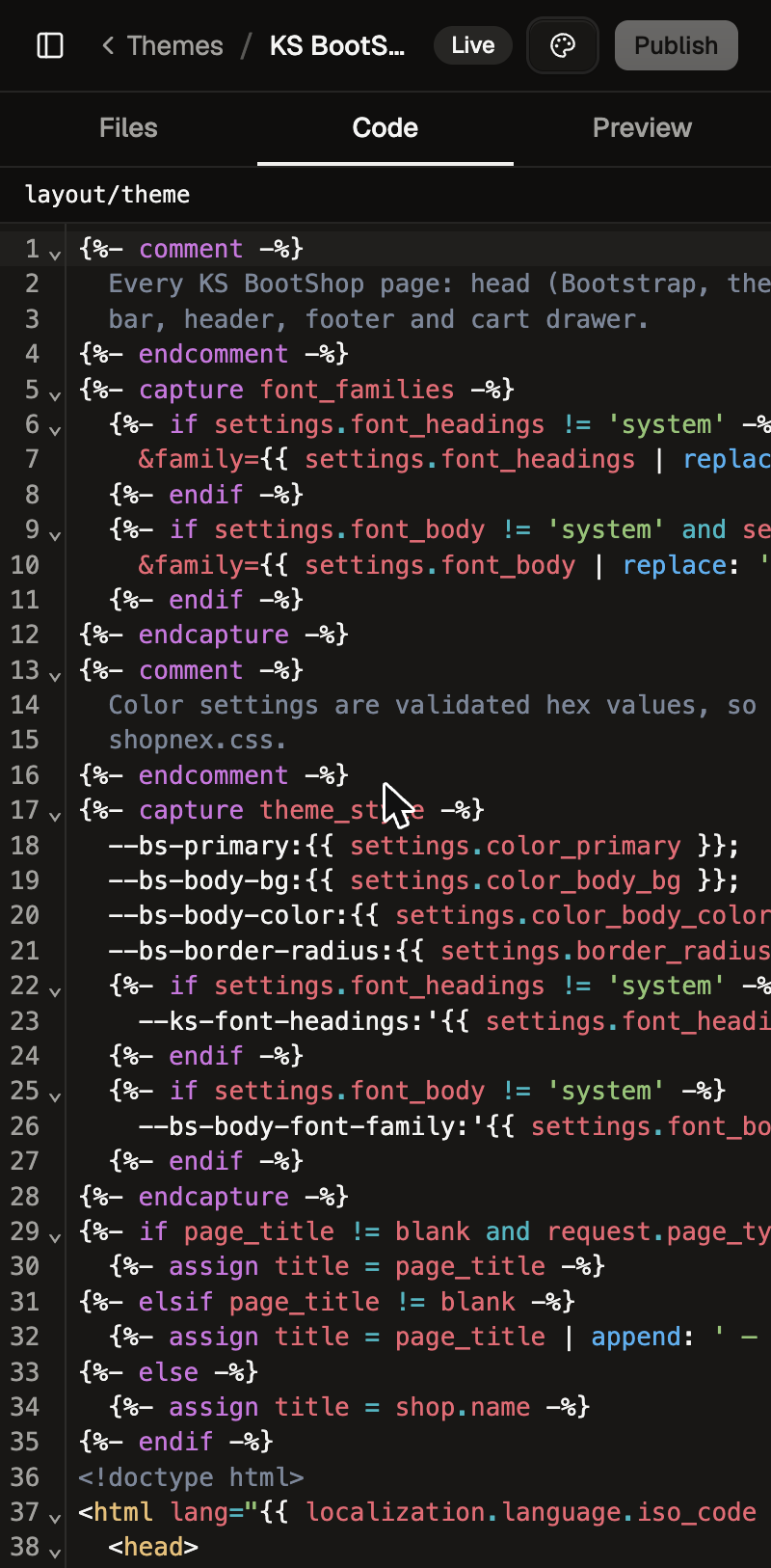 Themes / KS BootS... Live Publish
Files Code Preview
layout/theme
1 {%- comment -%}
2 Every KS BootShop page: head (Bootstrap, the
3 bar, header, footer and cart drawer.
4 {%- endcomment -%}
5 {%- capture font_families -%}
6 {%- if settings.font_headings != 'system' -%
7 &family={{ settings.font_headings | replac
8 {%- endif -%}
9 {%- if settings.font_body != 'system' and se
10 &family={{ settings.font_body | replace: '
11 {%- endif -%}
12 {%- endcapture -%}
13 {%- comment -%}
14 Color settings are validated hex values, so
15 shopnex.css.
16 {%- endcomment -%}
17 {%- capture theme_style -%}
18 --bs-primary:{{ settings.color_primary }};
19 --bs-body-bg:{{ settings.color_body_bg }};
20 --bs-body-color:{{ settings.color_body_color
21 --bs-border-radius:{{ settings.border_radius
22 {%- if settings.font_headings != 'system' -%
23 --ks-font-headings:'{{ settings.font_headi
24 {%- endif -%}
25 {%- if settings.font_body != 'system' -%}
26 --bs-body-font-family:'{{ settings.font_bo
27 {%- endif -%}
28 {%- endcapture -%}
29 {%- if page_title != blank and request.page_ty
30 {%- assign title = page_title -%}
31 {%- elsif page_title != blank -%}
32 {%- assign title = page_title | append: ' —
33 {%- else -%}
34 {%- assign title = shop.name -%}
35 {%- endif -%}
36 <!doctype html>
37 <html lang="{{ localization.language.iso_code
38 <head>